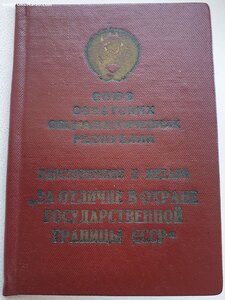 СОЮЗ
СОВЕТСКИХ
СОЦИАЛИСТИЧЕСКИХ
РЕСПУБЛИК
УДОСТОВЕРЕНИЕ К МЕДАЛИ
„ЗА ОТЛИЧИЕ В ОХРАНЕ
ГОСУДАРСТВЕННОЙ
ГРАНИЦЫ СССР“